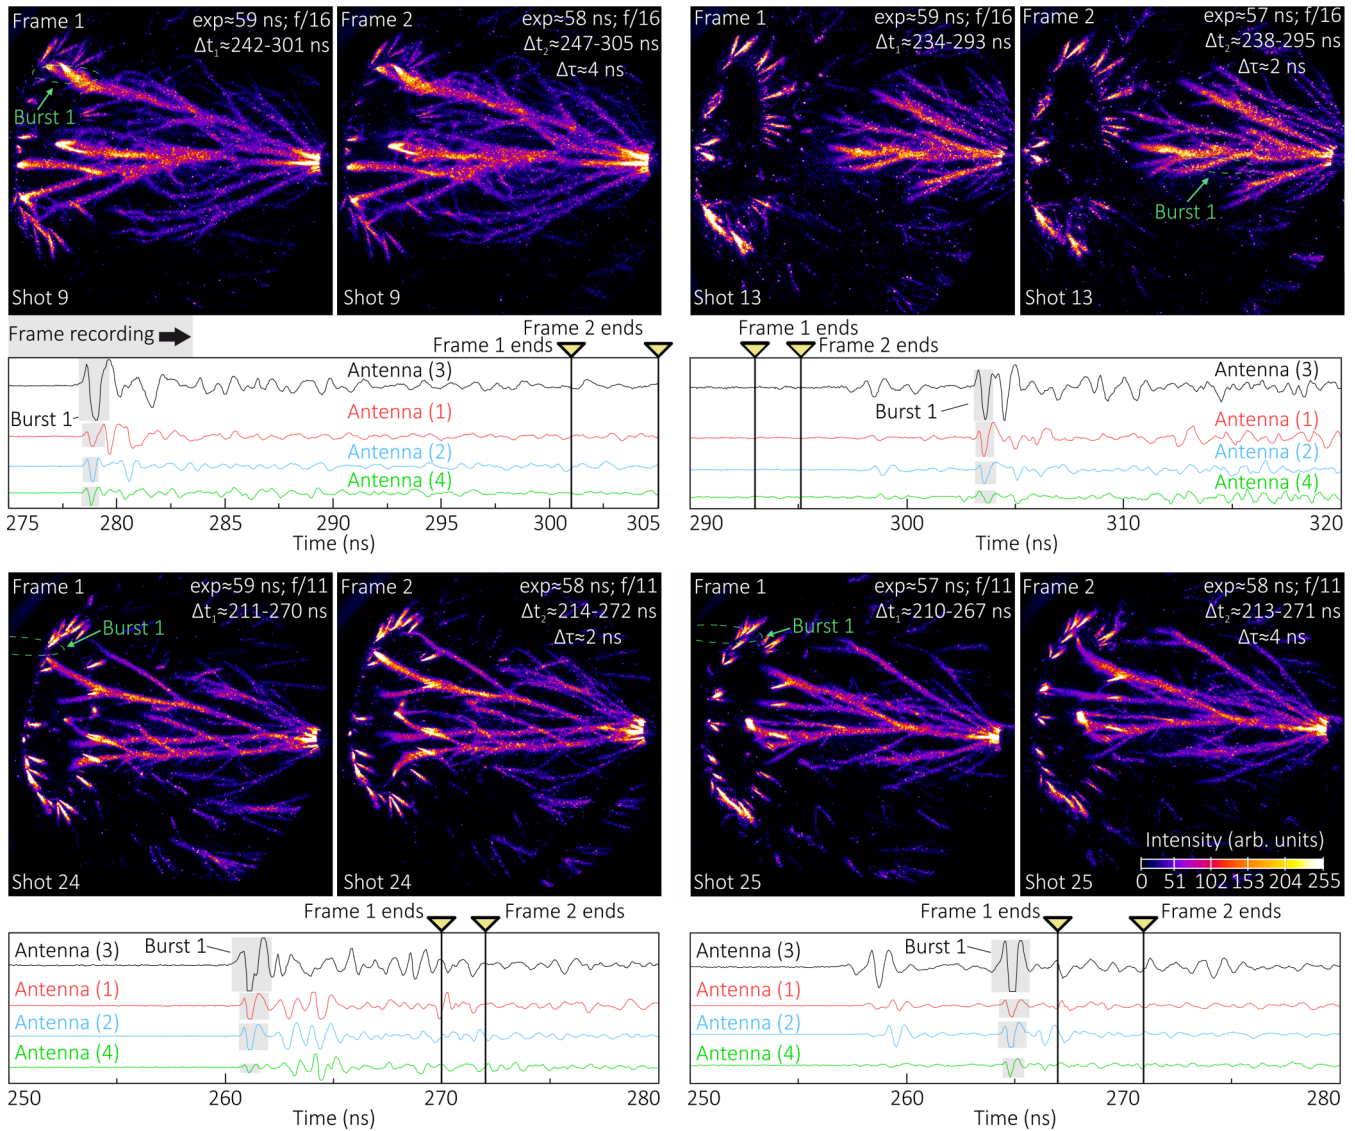 Frame 1
exp≈59 ns; f/16
Δt₁≈242-301 ns
Burst 1
Shot 9
Frame 2
exp≈58 ns; f/16
Δt₂≈247-305 ns
Δτ≈4 ns
Shot 9
Frame 1
exp≈59 ns; f/16
Δt₁≈234-293 ns
Shot 13
Frame 2
exp≈57 ns; f/16
Δt₂≈238-295 ns
Δτ≈2 ns
Burst 1
Shot 13
Frame recording
Frame 2 ends
Frame 1 ends
Antenna (3)
Burst 1
Antenna (1)
Antenna (2)
Antenna (4)
275 280 285 290 295 300 305
Time (ns)
Frame 1 ends
Frame 2 ends
Antenna (3)
Burst 1
Antenna (1)
Antenna (2)
Antenna (4)
290 300 310 320
Time (ns)
Frame 1
exp≈59 ns; f/11
Δt₁≈211-270 ns
Burst 1
Shot 24
Frame 2
exp≈58 ns; f/11
Δt₂≈214-272 ns
Δτ≈2 ns
Shot 24
Frame 1
exp≈57 ns; f/11
Δt₁≈210-267 ns
Burst 1
Shot 25
Frame 2
exp≈58 ns; f/11
Δt₂≈213-271 ns
Δτ≈4 ns
Intensity (arb. units)
0 51 102 153 204 255
Shot 25
Frame 1 ends
Frame 2 ends
Antenna (3)
Burst 1
Antenna (1)
Antenna (2)
Antenna (4)
250 260 270 280
Time (ns)
Frame 1 ends
Frame 2 ends
Antenna (3)
Burst 1
Antenna (1)
Antenna (2)
Antenna (4)
250 260 270 280
Time (ns)